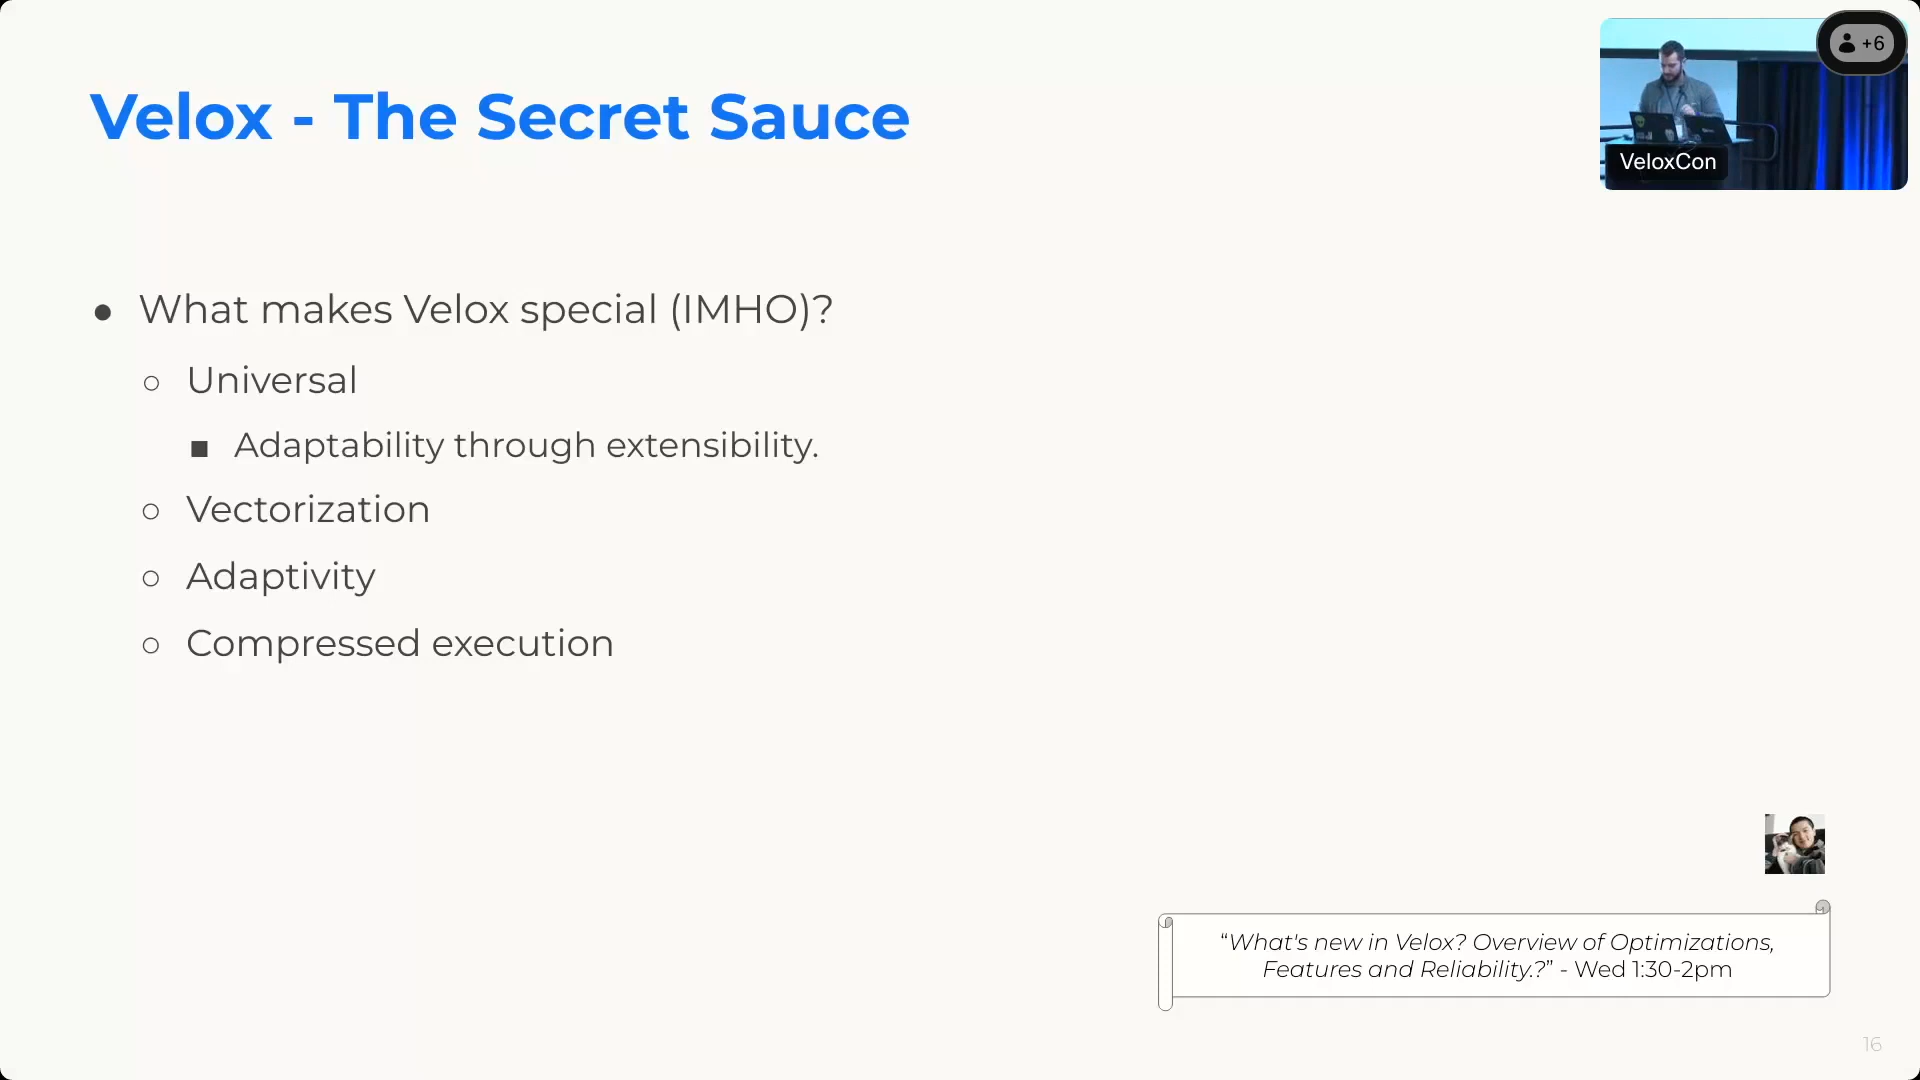 Velox - The Secret Sauce
+6
VeloxCon
● What makes Velox special (IMHO)?
○ Universal
■ Adaptability through extensibility.
○ Vectorization
○ Adaptivity
○ Compressed execution
“What's new in Velox? Overview of Optimizations,
Features and Reliability.?” - Wed 1:30-2pm
16